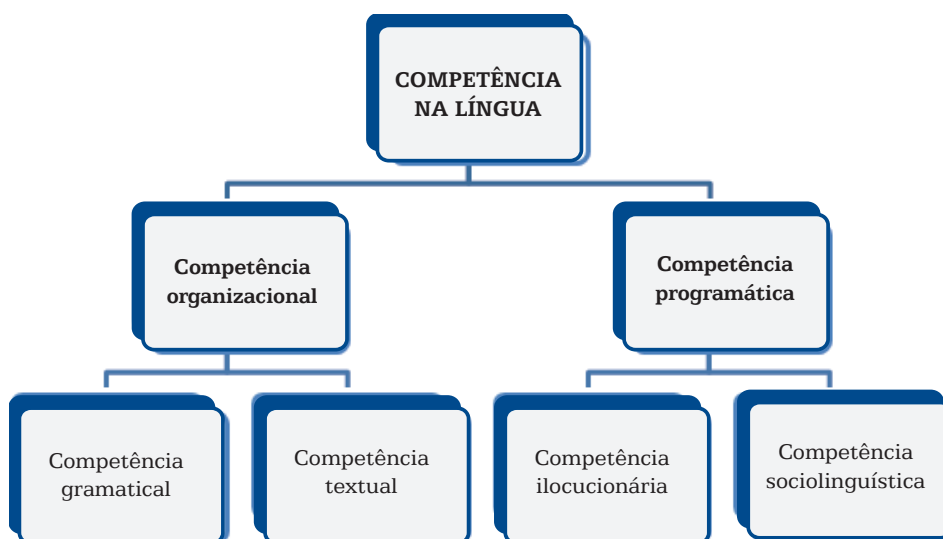 COMPETÊNCIA
NA LÍNGUA
Competência
organizacional
Competência
programática
Competência
gramatical
Competência
textual
Competência
ilocucionária
Competência
sociolinguística